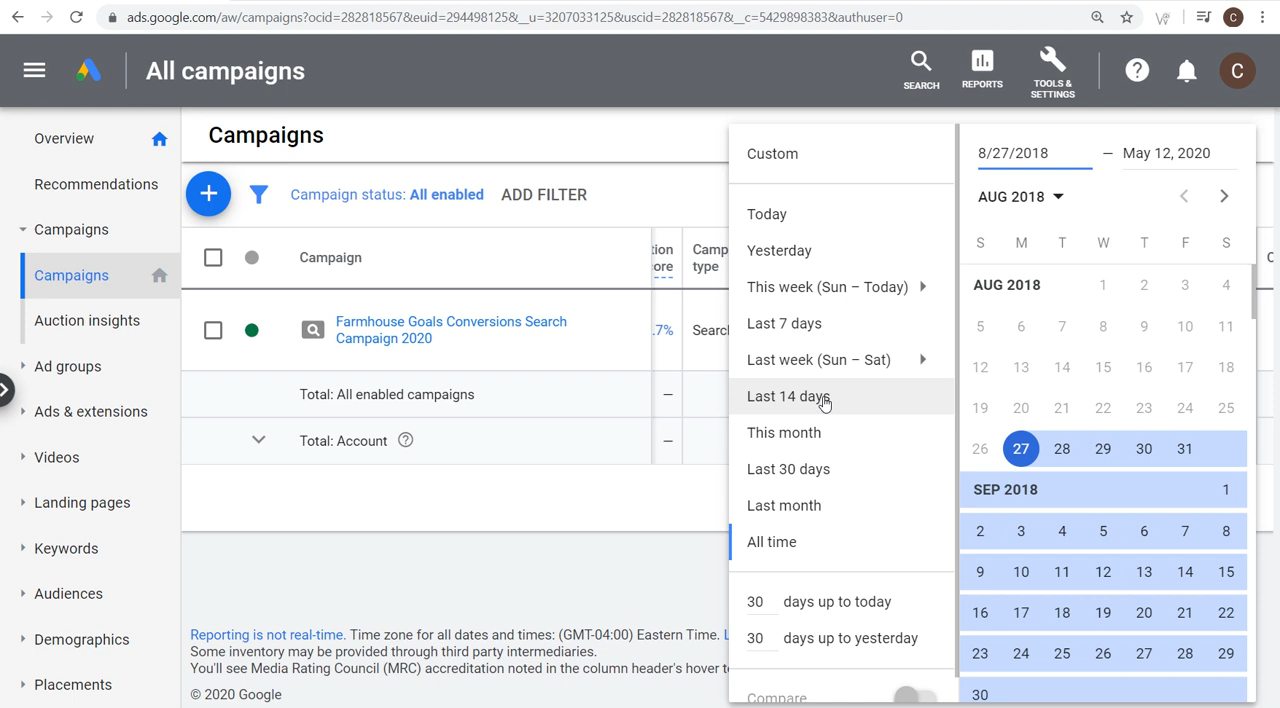 ads.google.com/aw/campaigns?ocid=282818567&euid=294498125&__u=3207033125&uscid=282818567&__c=5429898383&authuser=0
C
All campaigns
SEARCH
REPORTS
TOOLS &
SETTINGS
C
Overview
Recommendations
Campaigns
Campaigns
Auction insights
Ad groups
Ads & extensions
Videos
Landing pages
Keywords
Audiences
Demographics
Placements
Campaigns
Campaign status: All enabled ADD FILTER
Campaign
tion
ore
Camp
type
C
Farmhouse Goals Conversions Search
Campaign 2020
.7%
Searc
Total: All enabled campaigns –
Total: Account –
Reporting is not real-time. Time zone for all dates and times: (GMT-04:00) Eastern Time. L
Some inventory may be provided through third party intermediaries.
You'll see Media Rating Council (MRC) accreditation noted in the column header's hover t
© 2020 Google
Custom
Today
Yesterday
This week (Sun – Today)
Last 7 days
Last week (Sun – Sat)
Last 14 days
This month
Last 30 days
Last month
All time
30 days up to today
30 days up to yesterday
Compare
8/27/2018 – May 12, 2020
AUG 2018
S M T W T F S
AUG 2018 1 2 3 4
5 6 7 8 9 10 11
12 13 14 15 16 17 18
19 20 21 22 23 24 25
26 27 28 29 30 31
SEP 2018 1
2 3 4 5 6 7 8
9 10 11 12 13 14 15
16 17 18 19 20 21 22
23 24 25 26 27 28 29
30